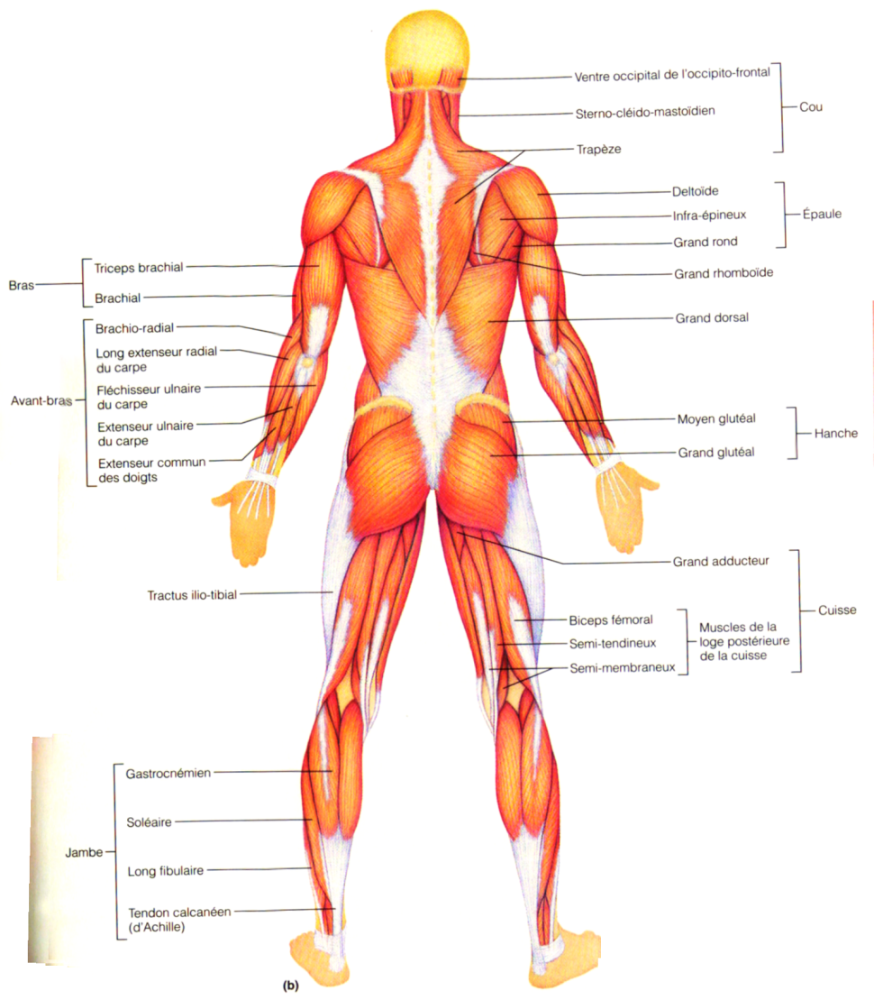 Ventre occipital de l'occipito-frontal
Sterno-cléido-mastoïdien
Trapèze
Cou
Deltoïde
Infra-épineux
Grand rond
Épaule
Grand rhomboïde
Grand dorsal
Bras
Triceps brachial
Brachial
Avant-bras
Brachio-radial
Long extenseur radial
du carpe
Fléchisseur ulnaire
du carpe
Extenseur ulnaire
du carpe
Extenseur commun
des doigts
Moyen glutéal
Grand glutéal
Hanche
Grand adducteur
Tractus ilio-tibial
Biceps fémoral
Semi-tendineux
Semi-membraneux
Muscles de la
loge postérieure
de la cuisse
Cuisse
Jambe
Gastrocnémien
Soléaire
Long fibulaire
Tendon calcanéen
(d'Achille)
(b)